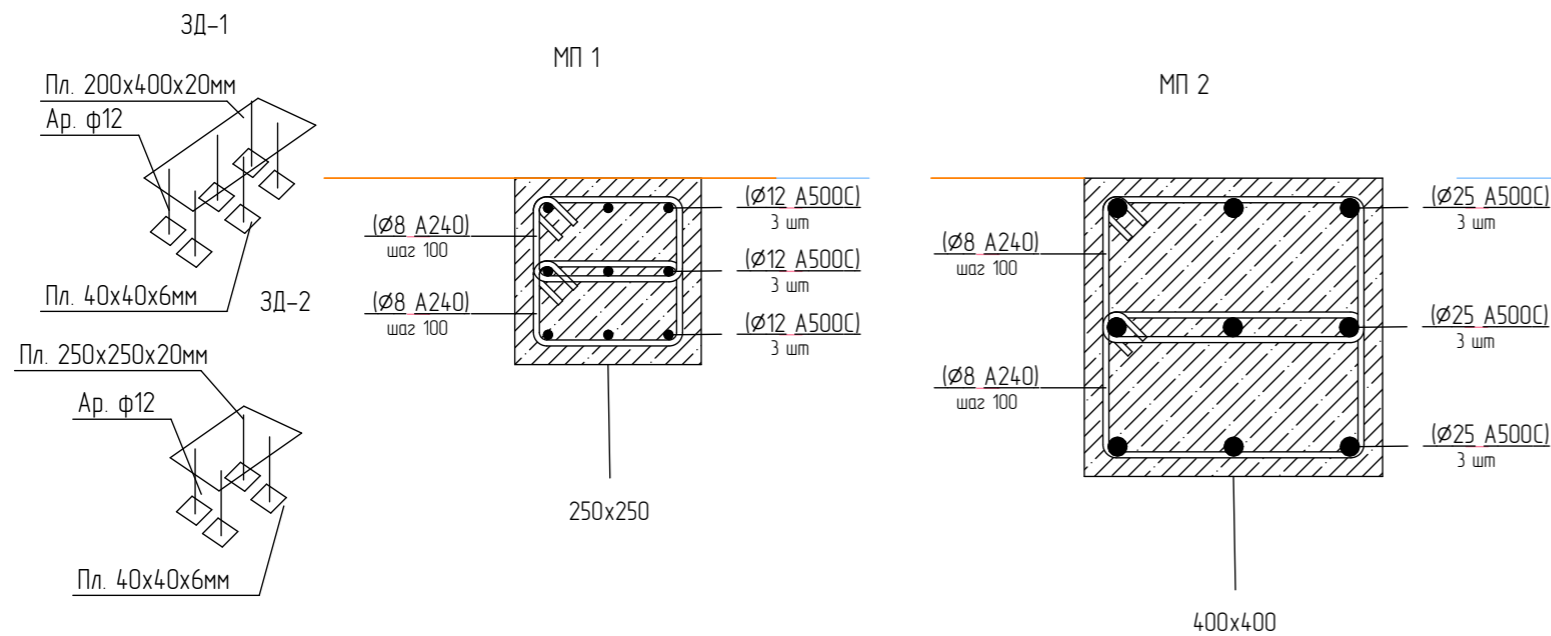 ЗД-1
Пл. 200х400х20мм
Ар. ф12
Пл. 40х40х6мм
ЗД-2
Пл. 250х250х20мм
Ар. ф12
Пл. 40х40х6мм
МП 1
(Ø8 А240)
шаг 100
(Ø8 А240)
шаг 100
(Ø12 А500С)
3 шт
(Ø12 А500С)
3 шт
(Ø12 А500С)
3 шт
250х250
МП 2
(Ø8 А240)
шаг 100
(Ø8 А240)
шаг 100
(Ø25 А500С)
3 шт
(Ø25 А500С)
3 шт
(Ø25 А500С)
3 шт
400х400